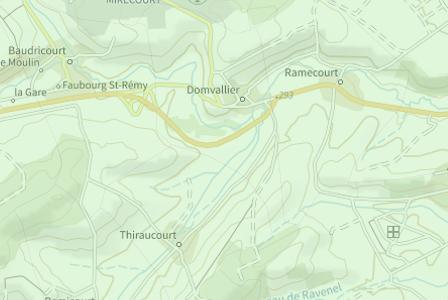 MIRECOURT
Baudricourt
Moulin
Ramecourt
Faubourg St-Rémy
Domvallier
la Gare
293
Thiraucourt
de Ravenel